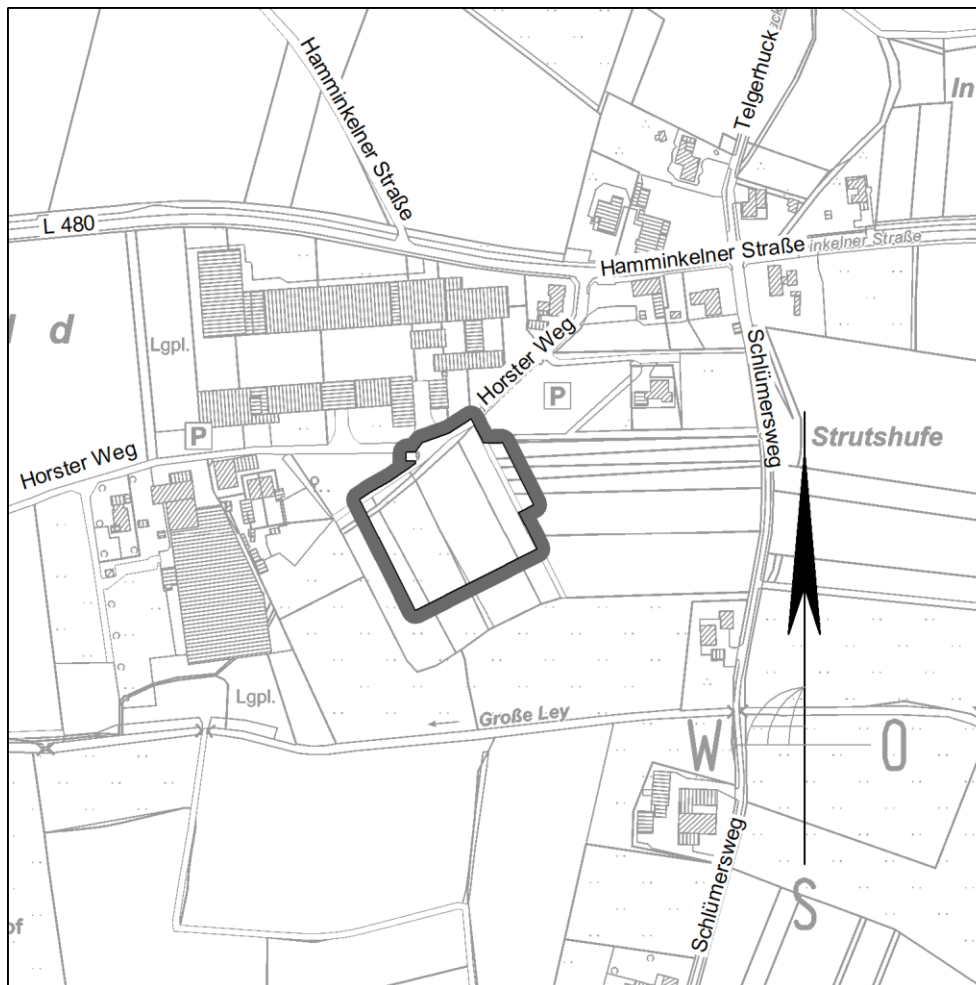 Telgerhuck
Hamminkelner Straße
In
L 480
Hamminkelner Straße
inkelner Straße
l d
Lgpl.
Horster Weg
Schlümersweg
P
P
Strutshufe
Horster Weg
Lgpl.
Große Ley
W
O
Schlümersweg
S
of